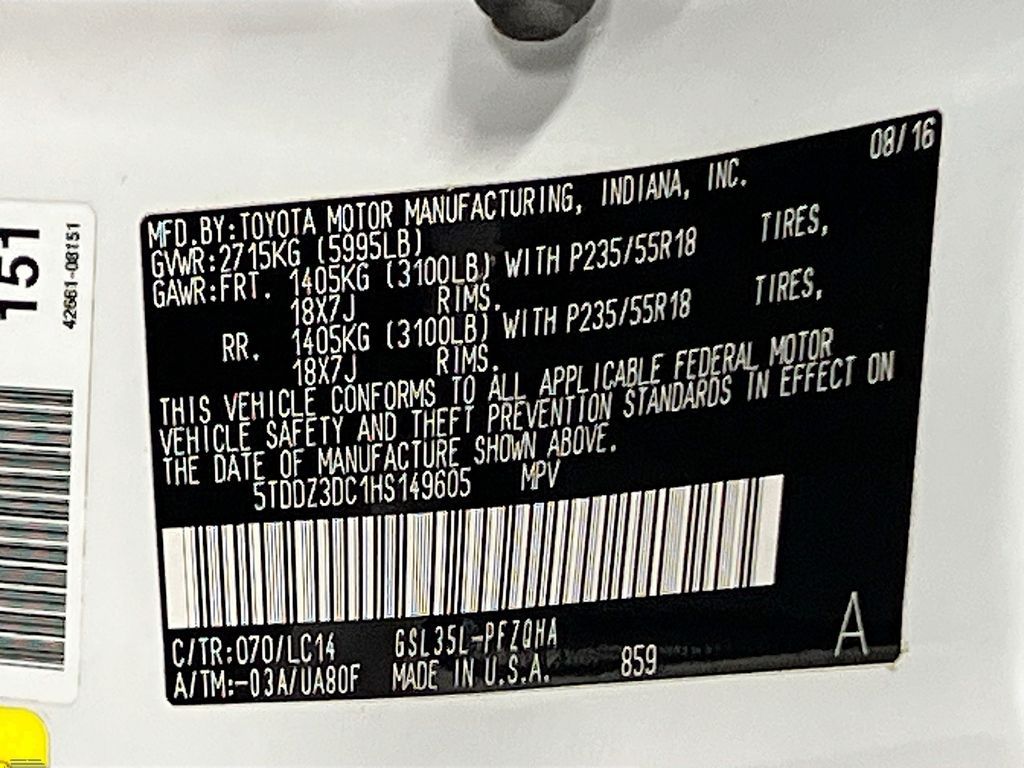 08/16
MFD.BY:TOYOTA MOTOR MANUFACTURING, INDIANA, INC.
GVWR:2715KG (5995LB)
GAWR:FRT. 1405KG (3100LB) WITH P235/55R18 TIRES,
18X7J RIMS.
RR. 1405KG (3100LB) WITH P235/55R18 TIRES,
18X7J RIMS.
THIS VEHICLE CONFORMS TO ALL APPLICABLE FEDERAL MOTOR
VEHICLE SAFETY AND THEFT PREVENTION STANDARDS IN EFFECT ON
THE DATE OF MANUFACTURE SHOWN ABOVE.
5TDDZ3DC1HS149605 MPV
C/TR:070/LC14 GSL35L-PFZQHA
A/TM:-03A/UA80F MADE IN U.S.A. 859
A
151
42661-08151